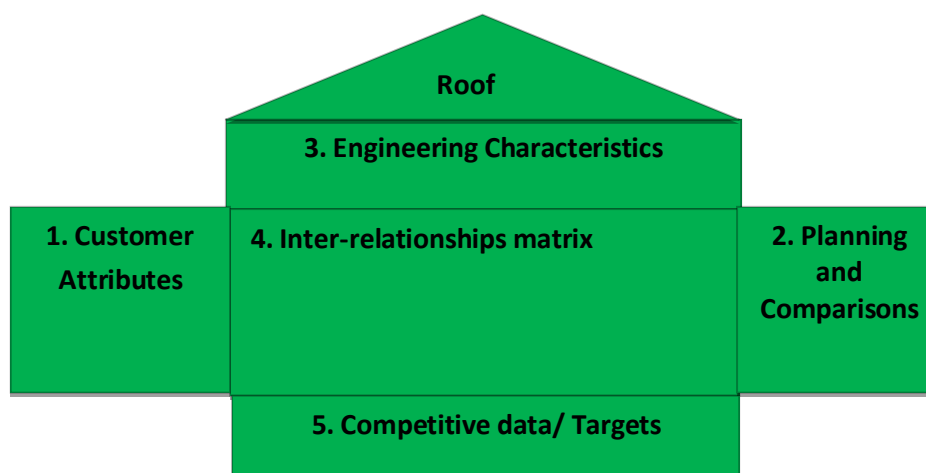 Roof
3. Engineering Characteristics
1. Customer
Attributes
4. Inter-relationships matrix
2. Planning
and
Comparisons
5. Competitive data/ Targets